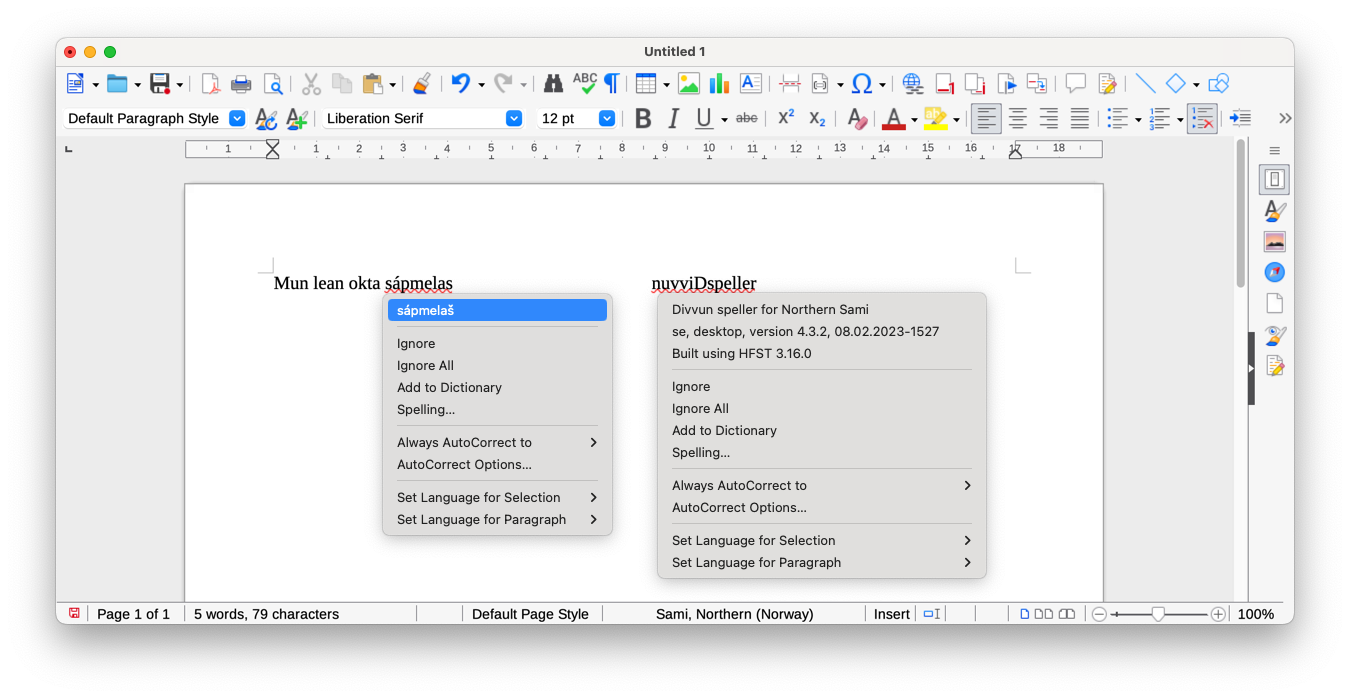 Untitled 1
ABC
Default Paragraph Style
Liberation Serif
12 pt
B I U abc X² X₂ A A
1 1 2 3 4 5 6 7 8 9 10 11 12 13 14 15 16 17 18
Mun lean okta sápmelas nuvviDspeller
sápmelaš
Ignore
Ignore All
Add to Dictionary
Spelling...
Always AutoCorrect to
AutoCorrect Options...
Set Language for Selection
Set Language for Paragraph
Divvun speller for Northern Sami
se, desktop, version 4.3.2, 08.02.2023-1527
Built using HFST 3.16.0
Ignore
Ignore All
Add to Dictionary
Spelling...
Always AutoCorrect to
AutoCorrect Options...
Set Language for Selection
Set Language for Paragraph
Page 1 of 1
5 words, 79 characters
Default Page Style
Sami, Northern (Norway)
Insert
100%